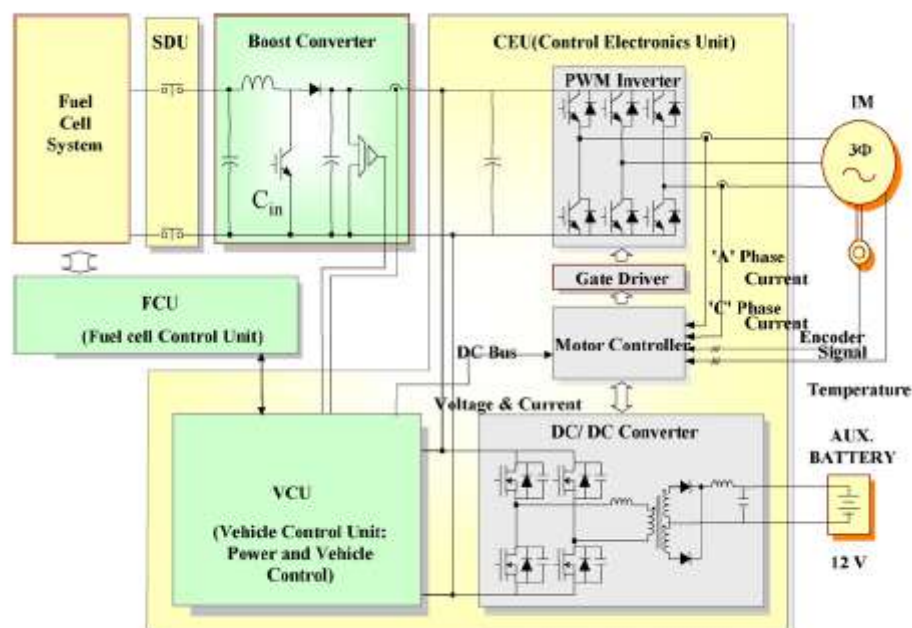 SDU
Boost Converter
CEU(Control Electronics Unit)
Fuel
Cell
System
Cin
PWM Inverter
IM
3Φ
'A' Phase
Current
Gate Driver
'C' Phase
Current
FCU
(Fuel cell Control Unit)
DC Bus
Motor Controller
Encoder
Signal
Voltage & Current
Temperature
VCU
(Vehicle Control Unit:
Power and Vehicle
Control)
DC/ DC Converter
AUX.
BATTERY
12 V